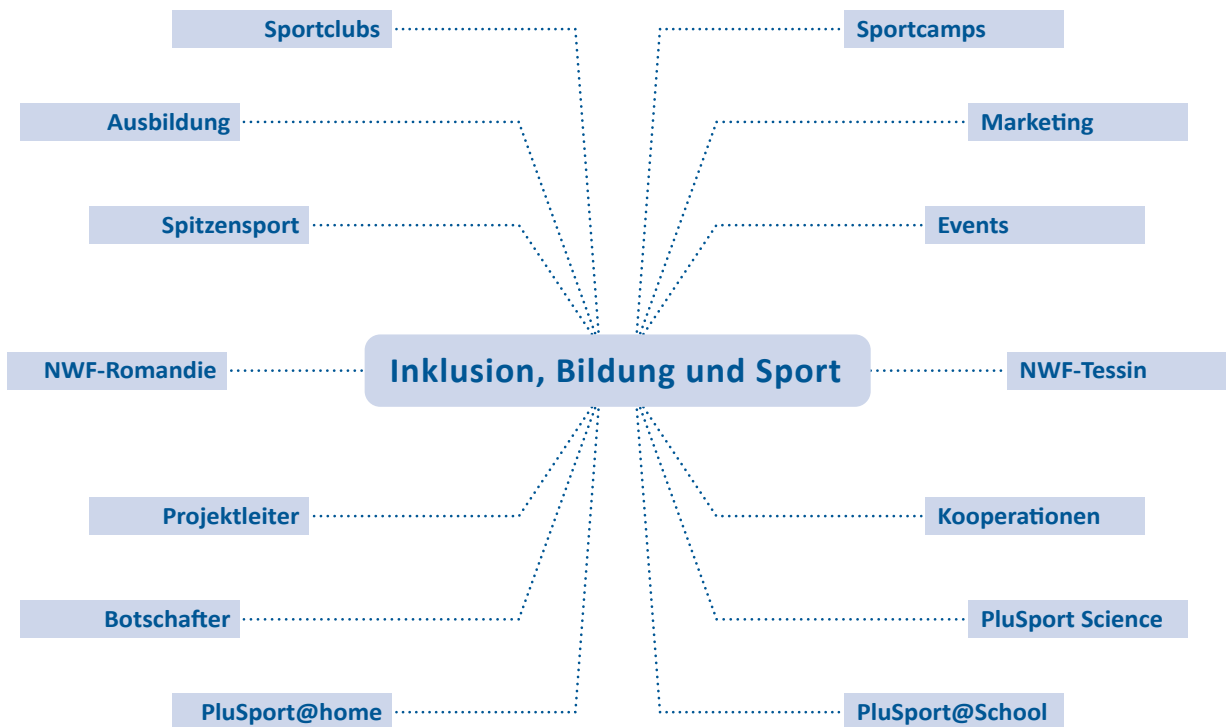 Sportclubs
Sportcamps
Ausbildung
Marketing
Spitzensport
Events
NWF-Romandie
Inklusion, Bildung und Sport
NWF-Tessin
Projektleiter
Kooperationen
Botschafter
PluSport Science
PluSport@home
PluSport@School